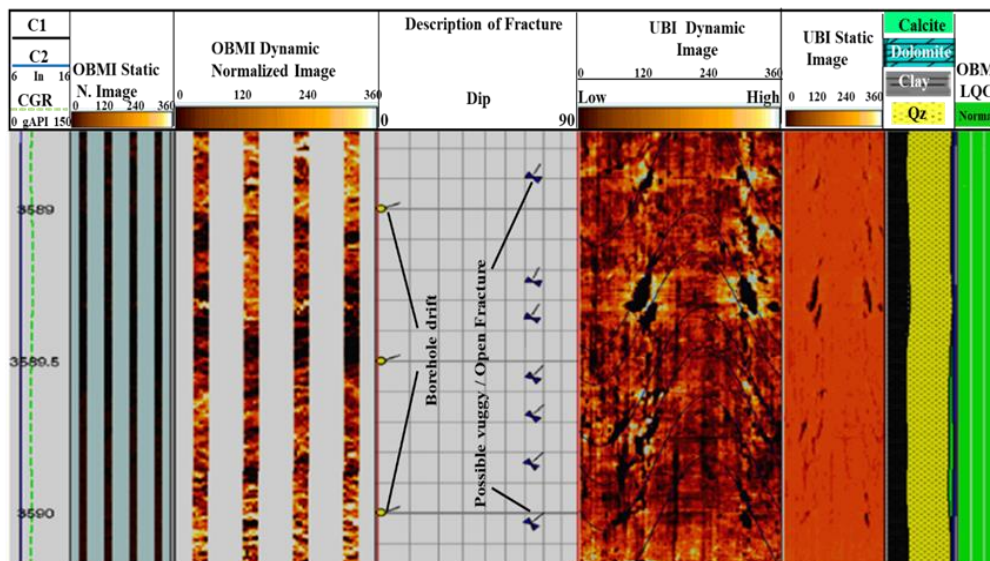 C1
C2
6 In 16
CGR
0 gAPI 150
OBMI Static
N. Image
0 120 240 360
OBMI Dynamic
Normalized Image
0 120 240 360
Description of Fracture
Dip
0 90
UBI Dynamic
Image
0 120 240 360
Low High
UBI Static
Image
0 120 240 360
Calcite
Dolomite
Clay
Qz
OBM
LQC
Norma
3589
3589.5
3590
Borehole drift
Possible vuggy / Open Fracture